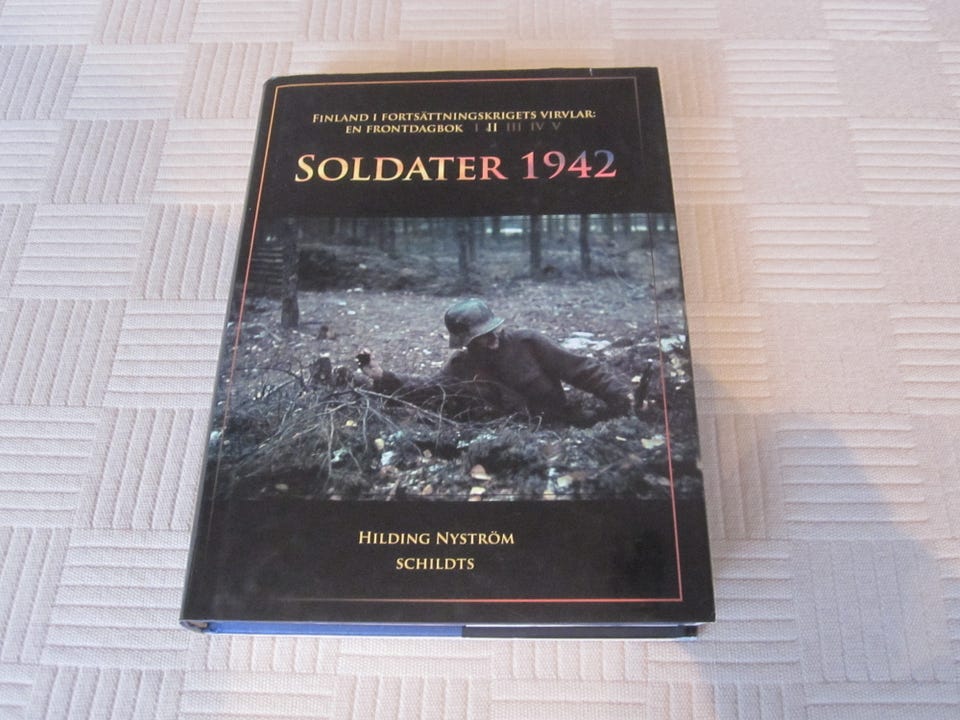 FINLAND I FORTSÄTTNINGSKRIGETS VIRVLAR:
EN FRONTDAGBOK I II III IV V
SOLDATER 1942
HILDING NYSTRÖM
SCHILDTS